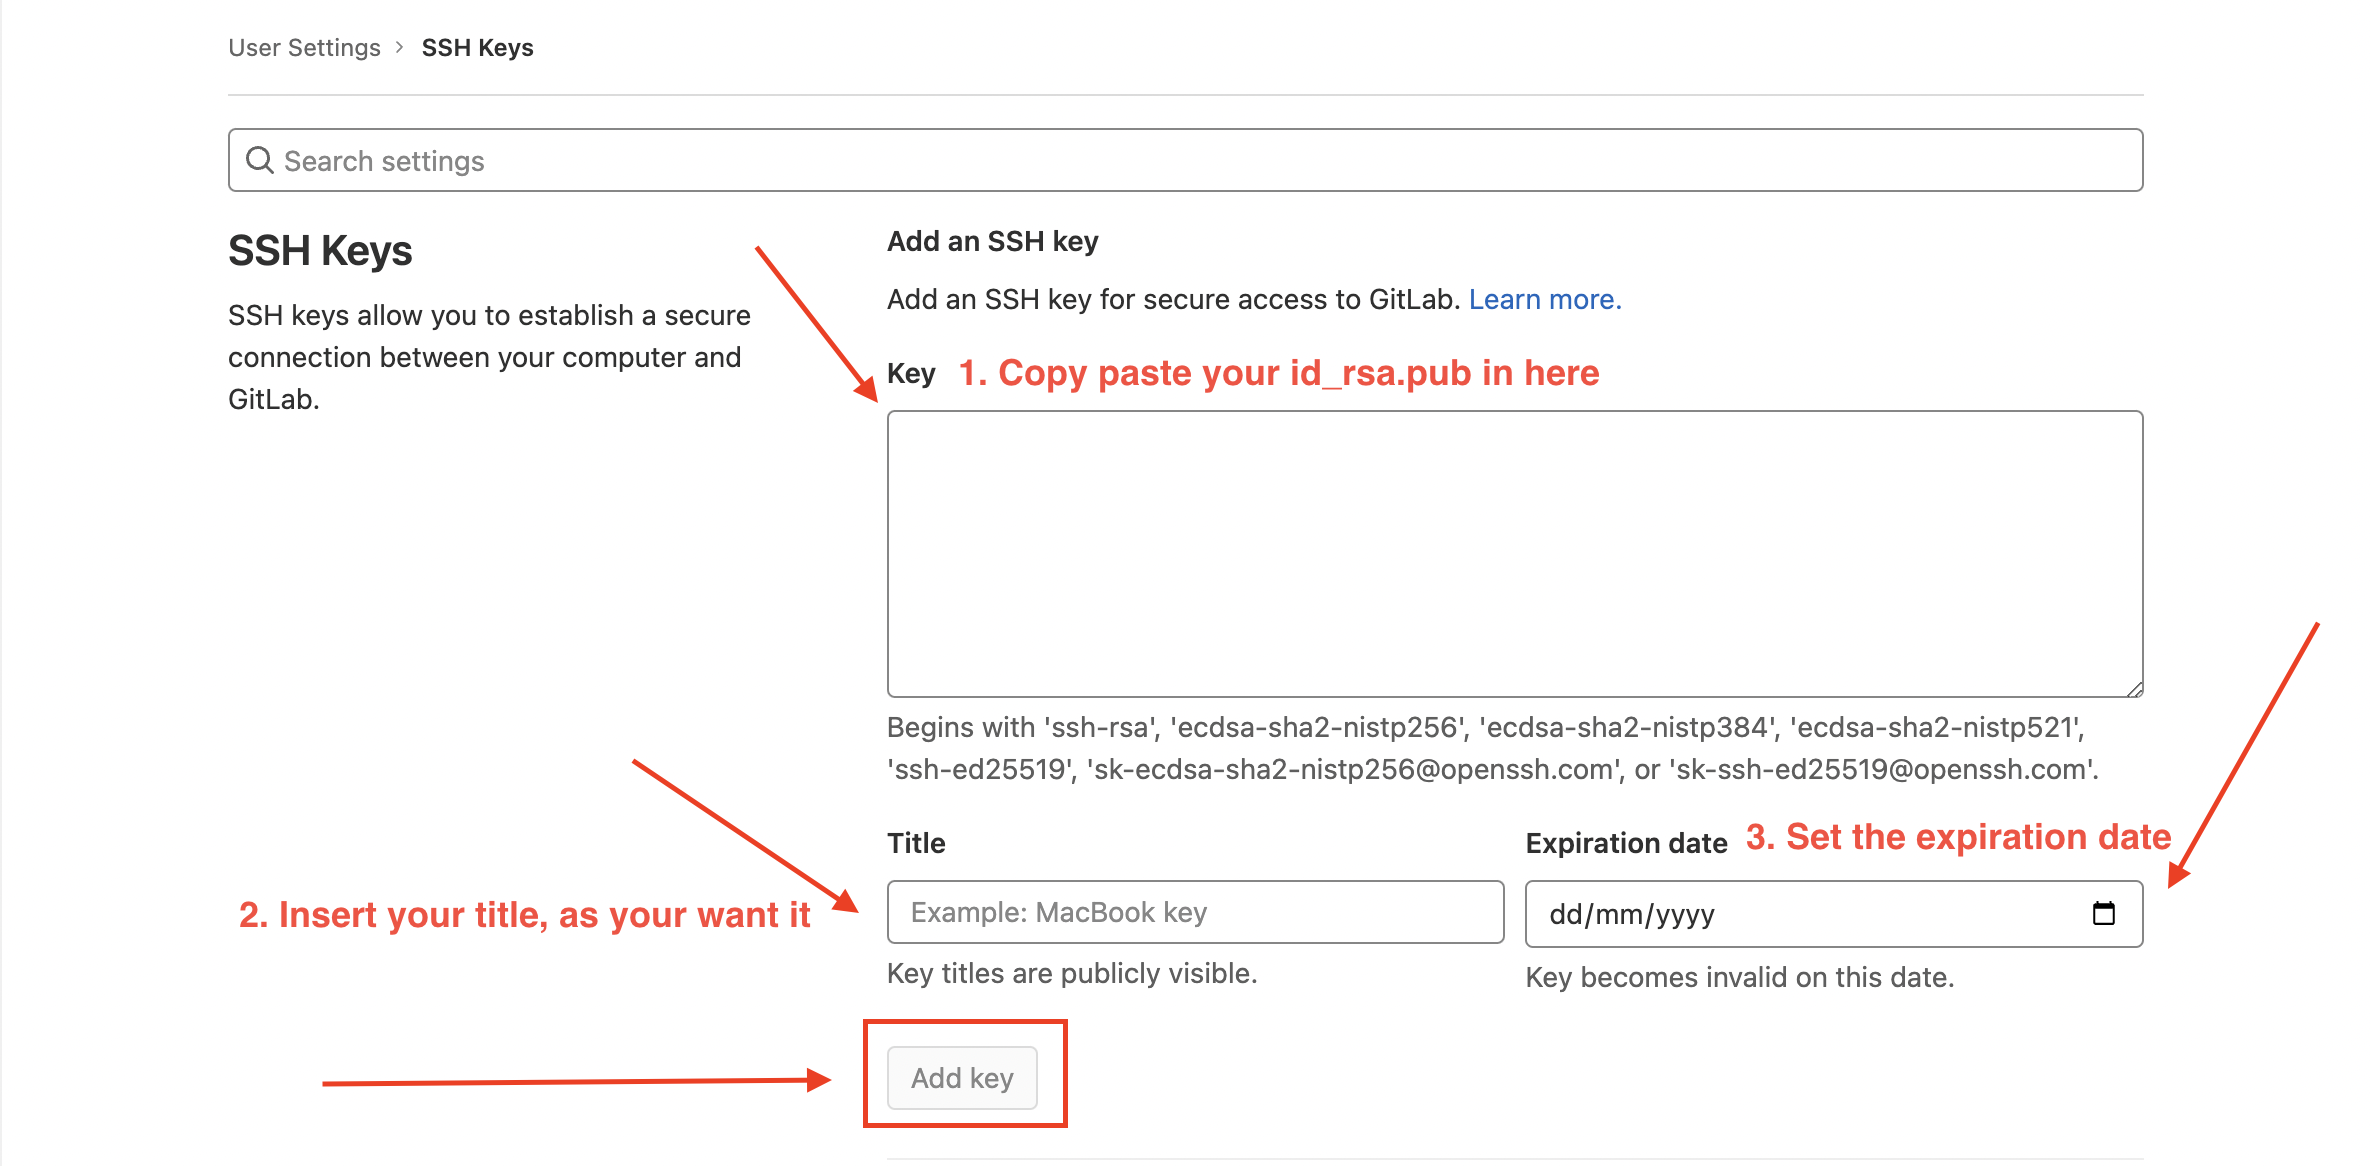 User Settings > SSH Keys
Search settings
SSH Keys
SSH keys allow you to establish a secure
connection between your computer and
GitLab.
Add an SSH key
Add an SSH key for secure access to GitLab. Learn more.
Key 1. Copy paste your id_rsa.pub in here
Begins with 'ssh-rsa', 'ecdsa-sha2-nistp256', 'ecdsa-sha2-nistp384', 'ecdsa-sha2-nistp521',
'ssh-ed25519', 'sk-ecdsa-sha2-nistp256@openssh.com', or 'sk-ssh-ed25519@openssh.com'.
Title
2. Insert your title, as your want it
Example: MacBook key
Key titles are publicly visible.
Expiration date 3. Set the expiration date
dd/mm/yyyy
Key becomes invalid on this date.
Add key